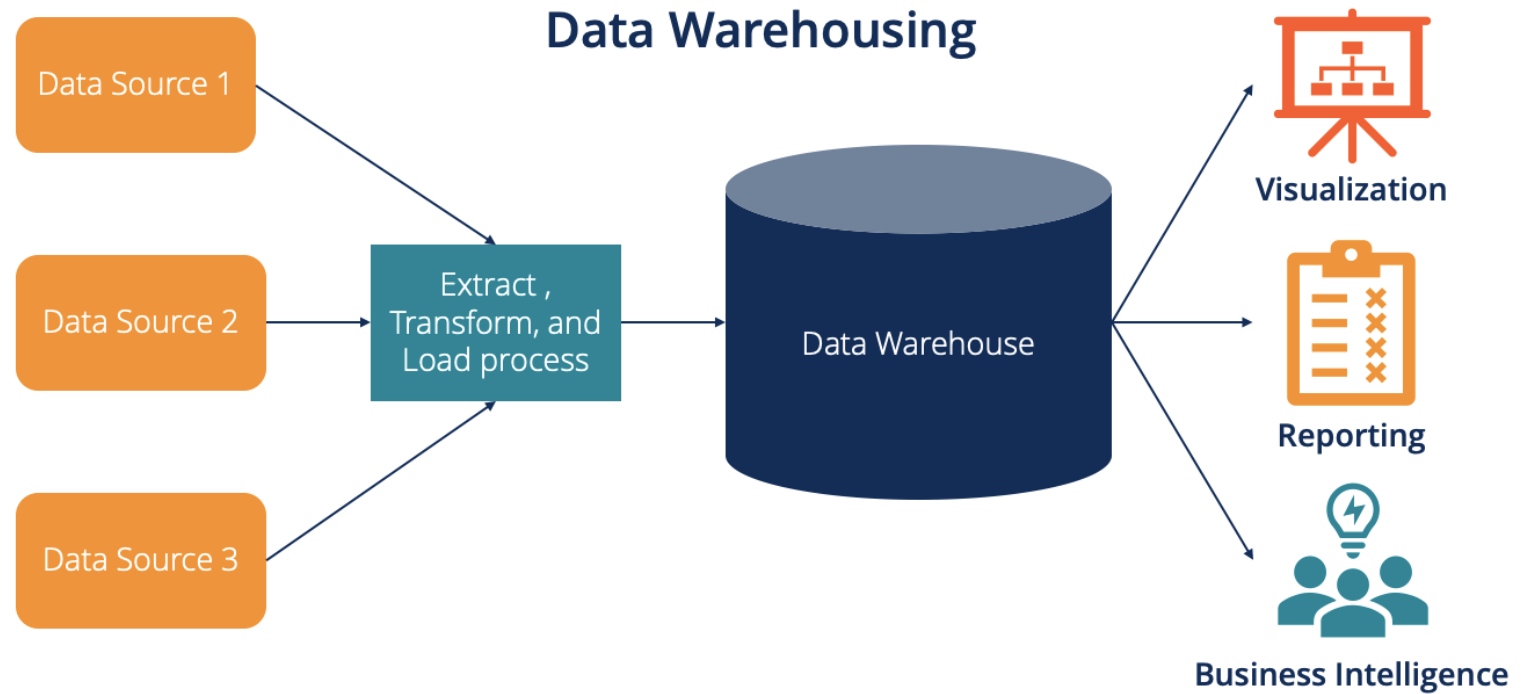 Data Warehousing
Data Source 1
Data Source 2
Data Source 3
Extract ,
Transform, and
Load process
Data Warehouse
Visualization
Reporting
Business Intelligence